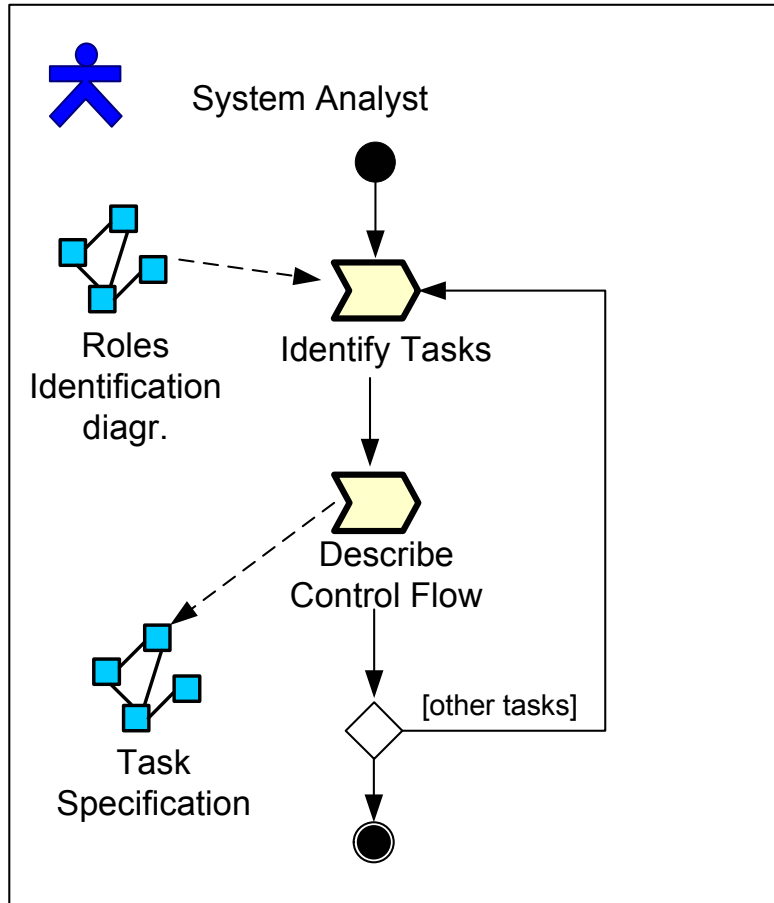 System Analyst
Roles
Identification
diagr.
Identify Tasks
Describe
Control Flow
[other tasks]
Task
Specification